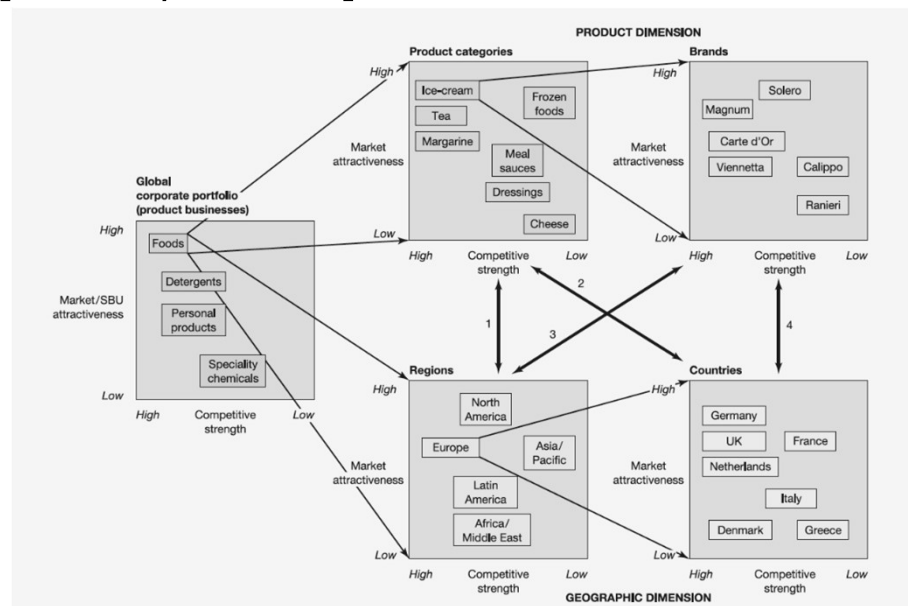 PRODUCT DIMENSION
Product categories
High
Ice-cream
Tea
Margarine
Frozen
foods
Meal
sauces
Dressings
Cheese
Market
attractiveness
Low
High
Competitive
strength
Low
Brands
High
Solero
Magnum
Carte d'Or
Viennetta
Calippo
Ranieri
Market
attractiveness
Low
High
Competitive
strength
Low
Global
corporate portfolio
(product businesses)
High
Foods
Detergents
Personal
products
Speciality
chemicals
Market/SBU
attractiveness
Low
High
Competitive
strength
Low
1
2
3
4
Regions
High
North
America
Europe
Asia/
Pacific
Latin
America
Africa/
Middle East
Market
attractiveness
Low
High
Competitive
strength
Low
Countries
High
Germany
UK
France
Netherlands
Italy
Denmark
Greece
Market
attractiveness
Low
High
Competitive
strength
Low
GEOGRAPHIC DIMENSION